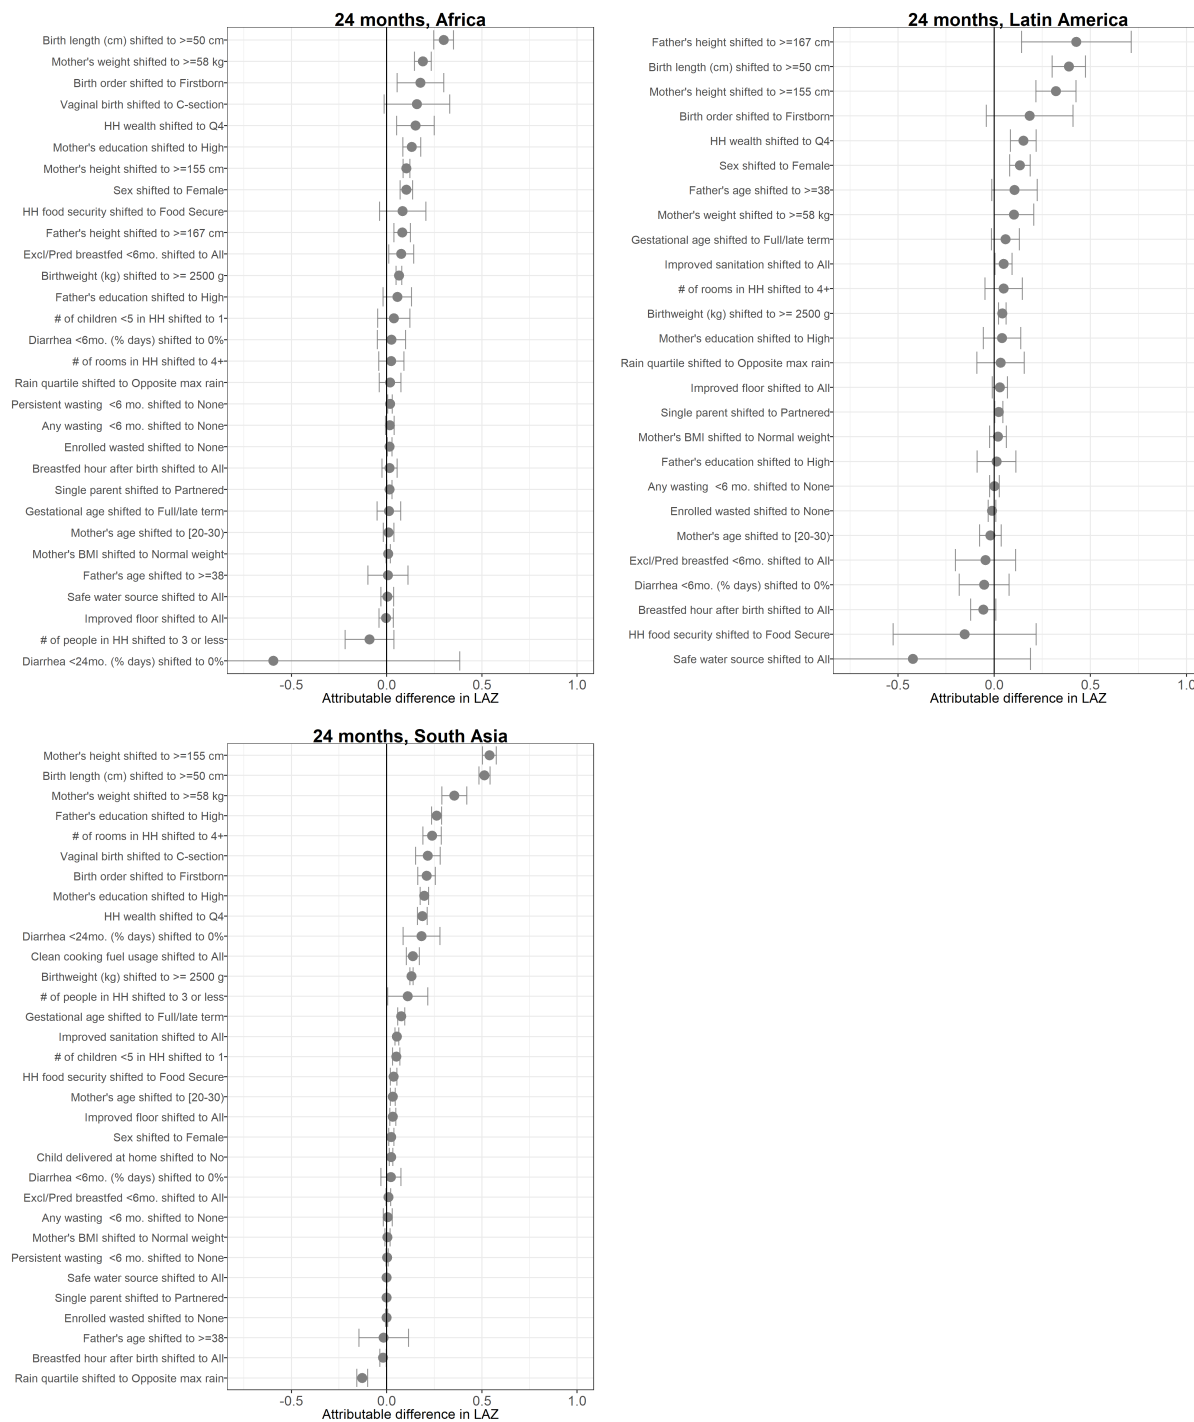 24 months, Africa
Birth length (cm) shifted to >=50 cm
Mother's weight shifted to >=58 kg
Birth order shifted to Firstborn
Vaginal birth shifted to C-section
HH wealth shifted to Q4
Mother's education shifted to High
Mother's height shifted to >=155 cm
Sex shifted to Female
HH food security shifted to Food Secure
Father's height shifted to >=167 cm
Excl/Pred breastfed <6mo. shifted to All
Birthweight (kg) shifted to >= 2500 g
Father's education shifted to High
# of children <5 in HH shifted to 1
Diarrhea <6mo. (% days) shifted to 0%
# of rooms in HH shifted to 4+
Rain quartile shifted to Opposite max rain
Persistent wasting  <6 mo. shifted to None
Any wasting  <6 mo. shifted to None
Enrolled wasted shifted to None
Breastfed hour after birth shifted to All
Single parent shifted to Partnered
Gestational age shifted to Full/late term
Mother's age shifted to [20-30)
Mother's BMI shifted to Normal weight
Father's age shifted to >=38
Safe water source shifted to All
Improved floor shifted to All
# of people in HH shifted to 3 or less
Diarrhea <24mo. (% days) shifted to 0%
-0.5 0.0 0.5 1.0
Attributable difference in LAZ
24 months, Latin America
Father's height shifted to >=167 cm
Birth length (cm) shifted to >=50 cm
Mother's height shifted to >=155 cm
Birth order shifted to Firstborn
HH wealth shifted to Q4
Sex shifted to Female
Father's age shifted to >=38
Mother's weight shifted to >=58 kg
Gestational age shifted to Full/late term
Improved sanitation shifted to All
# of rooms in HH shifted to 4+
Birthweight (kg) shifted to >= 2500 g
Mother's education shifted to High
Rain quartile shifted to Opposite max rain
Improved floor shifted to All
Single parent shifted to Partnered
Mother's BMI shifted to Normal weight
Father's education shifted to High
Any wasting  <6 mo. shifted to None
Enrolled wasted shifted to None
Mother's age shifted to [20-30)
Excl/Pred breastfed <6mo. shifted to All
Diarrhea <6mo. (% days) shifted to 0%
Breastfed hour after birth shifted to All
HH food security shifted to Food Secure
Safe water source shifted to All
-0.5 0.0 0.5 1.0
Attributable difference in LAZ
24 months, South Asia
Mother's height shifted to >=155 cm
Birth length (cm) shifted to >=50 cm
Mother's weight shifted to >=58 kg
Father's education shifted to High
# of rooms in HH shifted to 4+
Vaginal birth shifted to C-section
Birth order shifted to Firstborn
Mother's education shifted to High
HH wealth shifted to Q4
Diarrhea <24mo. (% days) shifted to 0%
Clean cooking fuel usage shifted to All
Birthweight (kg) shifted to >= 2500 g
# of people in HH shifted to 3 or less
Gestational age shifted to Full/late term
Improved sanitation shifted to All
# of children <5 in HH shifted to 1
HH food security shifted to Food Secure
Mother's age shifted to [20-30)
Improved floor shifted to All
Sex shifted to Female
Child delivered at home shifted to No
Diarrhea <6mo. (% days) shifted to 0%
Excl/Pred breastfed <6mo. shifted to All
Any wasting  <6 mo. shifted to None
Mother's BMI shifted to Normal weight
Persistent wasting  <6 mo. shifted to None
Safe water source shifted to All
Single parent shifted to Partnered
Enrolled wasted shifted to None
Father's age shifted to >=38
Breastfed hour after birth shifted to All
Rain quartile shifted to Opposite max rain
-0.5 0.0 0.5 1.0
Attributable difference in LAZ